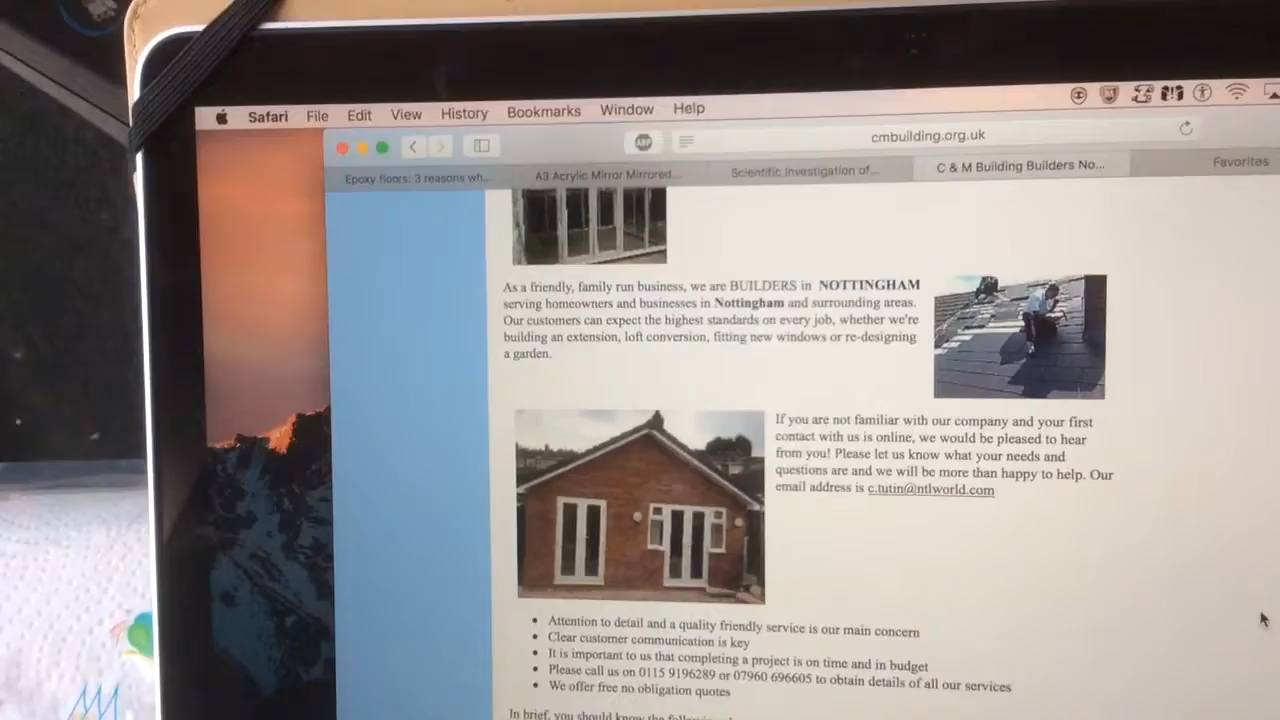 Safari File Edit View History Bookmarks Window Help
ABP
cmbuilding.org.uk
Epoxy floors: 3 reasons wh...
A3 Acrylic Mirror Mirrored...
Scientific Investigation of...
C & M Building Builders No...
Favorites
As a friendly, family run business, we are BUILDERS in NOTTINGHAM
serving homeowners and businesses in Nottingham and surrounding areas.
Our customers can expect the highest standards on every job, whether we're
building an extension, loft conversion, fitting new windows or re-designing
a garden.
If you are not familiar with our company and your first
contact with us is online, we would be pleased to hear
from you! Please let us know what your needs and
questions are and we will be more than happy to help. Our
email address is c.tutin@ntlworld.com
• Attention to detail and a quality friendly service is our main concern
• Clear customer communication is key
• It is important to us that completing a project is on time and in budget
• Please call us on 0115 9196289 or 07960 696605 to obtain details of all our services
• We offer free no obligation quotes
In brief, you should know the